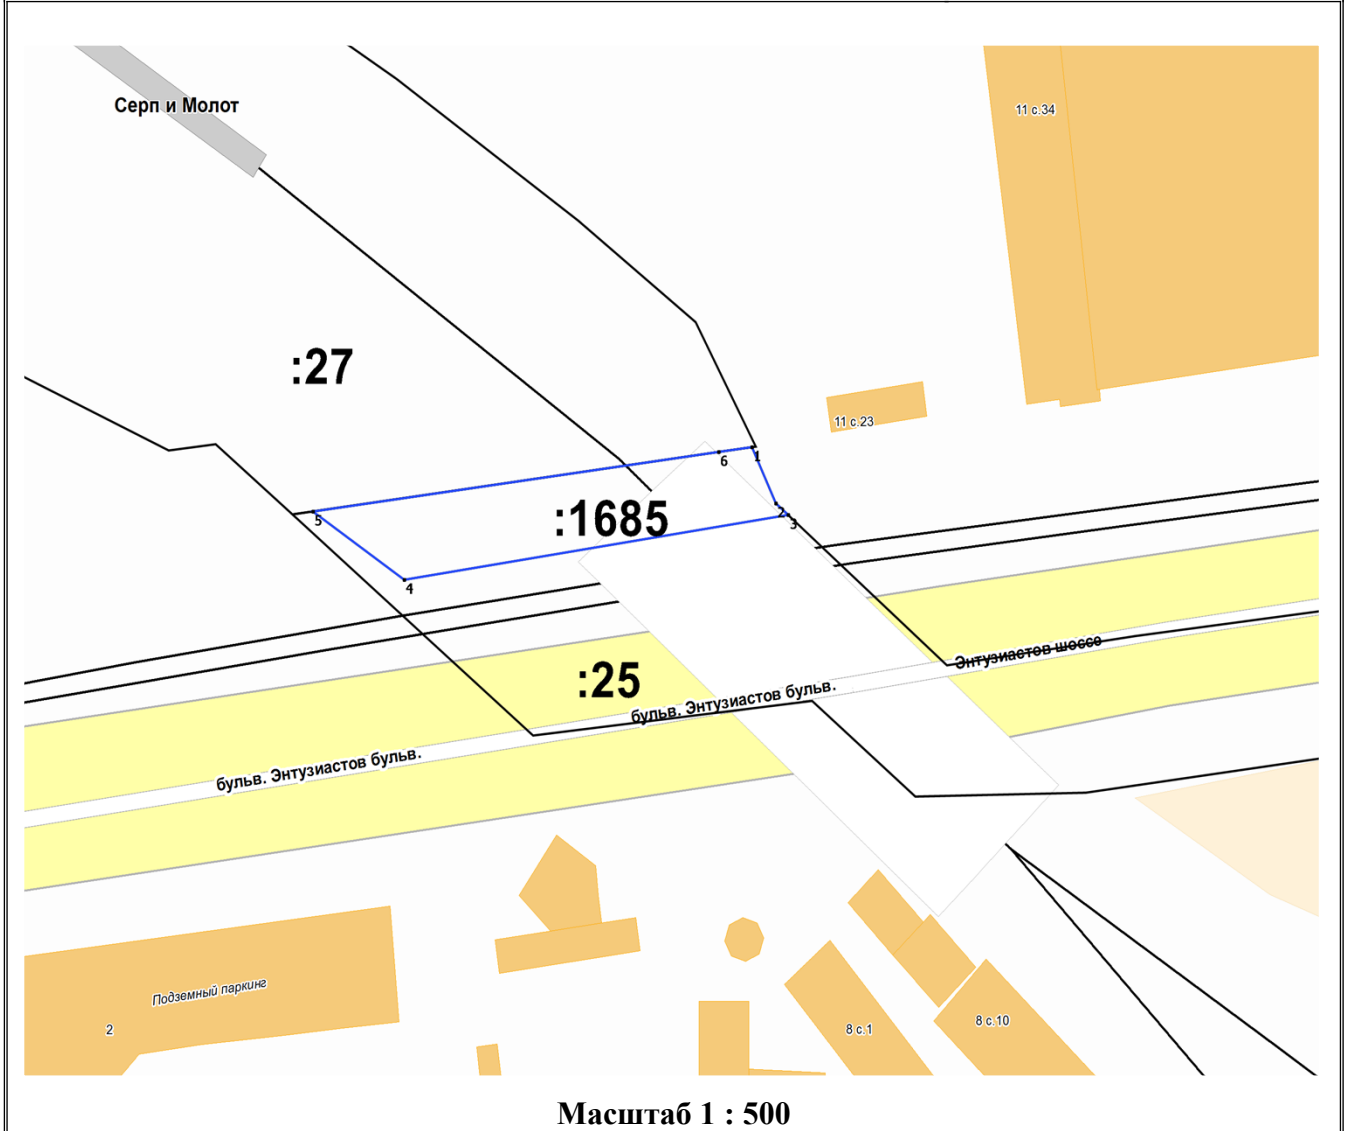 Серп и Молот
11 с.34
:27
11 с.23
6
1
:1685
2
3
5
4
Энтузиастов шоссе
:25
бульв. Энтузиастов бульв.
бульв. Энтузиастов бульв.
Подземный паркинг
2
8 с.1
8 с.10
Масштаб 1 : 500